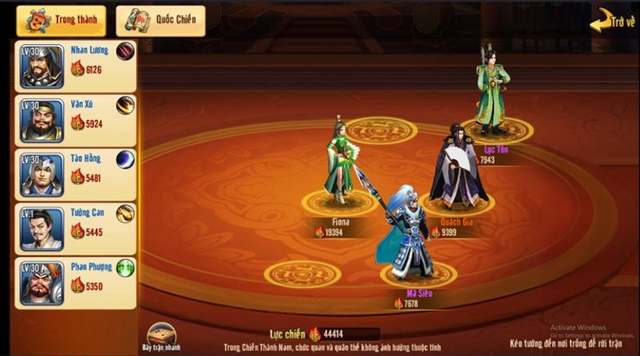 Trong thành
Quốc Chiến
Trở về
LV:30
Nhan Lương
6126
LV:30
Văn Xú
5924
LV:30
Tào Hồng
5481
LV:1
Tưởng Cán
5445
LV:30
Phan Phượng
5350
Lục Tốn
7943
Fiona
19394
Quách Gia
9399
Mã Siêu
7678
Bày trận nhanh
Lực chiến 44414
Trong Chiến Thành Nam, chức quan và quân thể không ảnh hưởng thuộc tính
Activate Windows
Go to Settings to activate Windows.
Kéo tướng đến nơi trống để rời trận